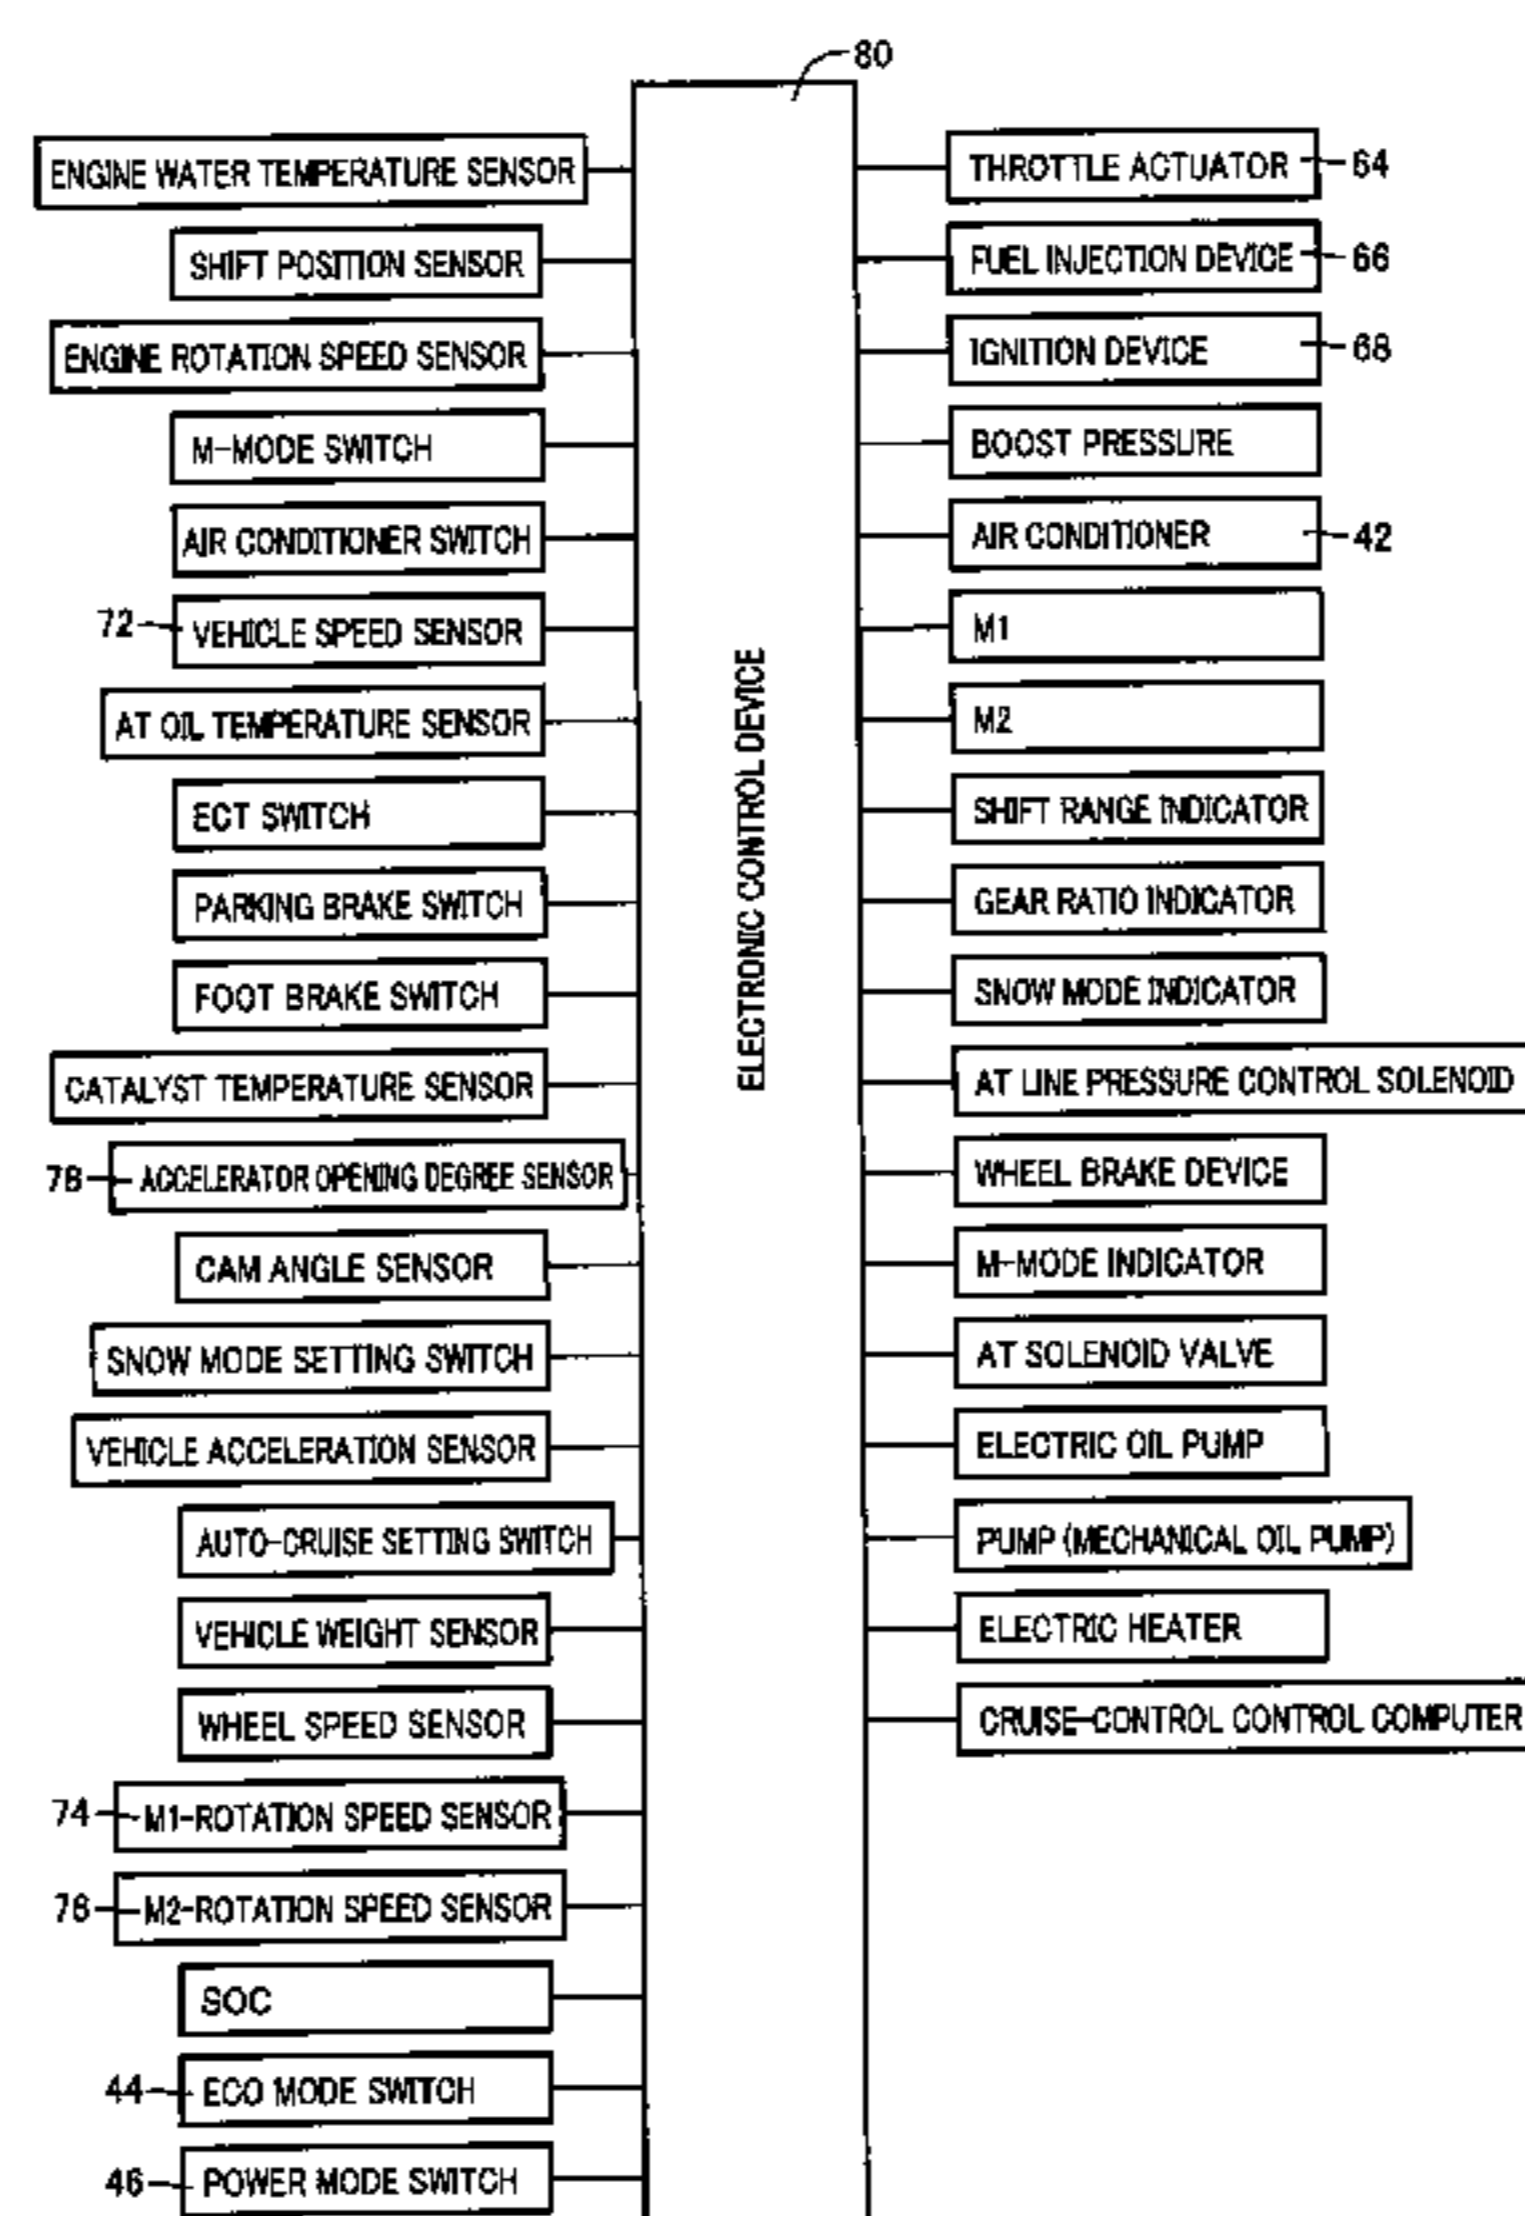 80
ENGINE WATER TEMPERATURE SENSOR
SHIFT POSITION SENSOR
ENGINE ROTATION SPEED SENSOR
M-MODE SWITCH
AIR CONDITIONER SWITCH
72 VEHICLE SPEED SENSOR
AT OIL TEMPERATURE SENSOR
ECT SWITCH
PARKING BRAKE SWITCH
FOOT BRAKE SWITCH
CATALYST TEMPERATURE SENSOR
78 ACCELERATOR OPENING DEGREE SENSOR
CAM ANGLE SENSOR
SNOW MODE SETTING SWITCH
VEHICLE ACCELERATION SENSOR
AUTO-CRUISE SETTING SWITCH
VEHICLE WEIGHT SENSOR
WHEEL SPEED SENSOR
74 M1-ROTATION SPEED SENSOR
76 M2-ROTATION SPEED SENSOR
SOC
44 ECO MODE SWITCH
46 POWER MODE SWITCH
ELECTRONIC CONTROL DEVICE
THROTTLE ACTUATOR 64
FUEL INJECTION DEVICE 66
IGNITION DEVICE 68
BOOST PRESSURE
AIR CONDITIONER 42
M1
M2
SHIFT RANGE INDICATOR
GEAR RATIO INDICATOR
SNOW MODE INDICATOR
AT LINE PRESSURE CONTROL SOLENOID
WHEEL BRAKE DEVICE
M-MODE INDICATOR
AT SOLENOID VALVE
ELECTRIC OIL PUMP
PUMP (MECHANICAL OIL PUMP)
ELECTRIC HEATER
CRUISE-CONTROL CONTROL COMPUTER